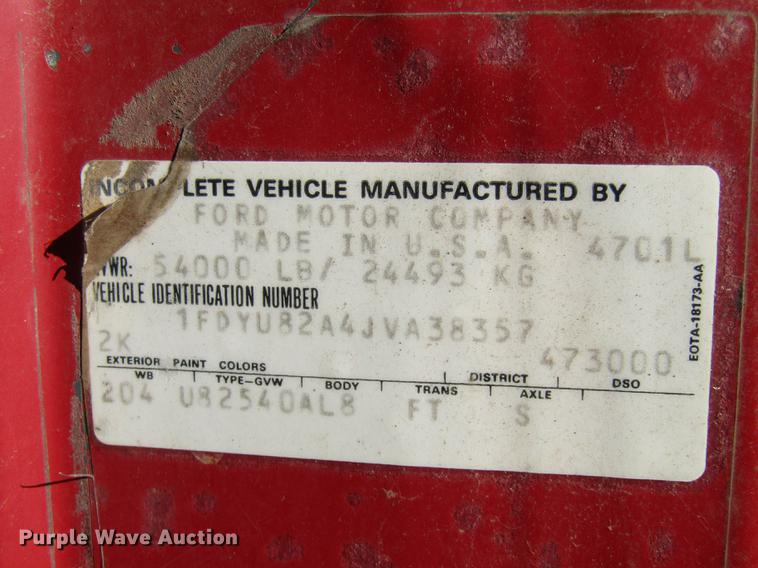 INCOMPLETE VEHICLE MANUFACTURED BY
FORD MOTOR COMPANY
MADE IN U.S.A. 4701L
GVWR: 54000 LB/ 24493 KG
VEHICLE IDENTIFICATION NUMBER
1FDYU82A4JVA38357
2K 473000
EXTERIOR PAINT COLORS DISTRICT DSO
WB TYPE-GVW BODY TRANS AXLE
204 U82540AL8 FT S
EOTA-18173-AA
Purple Wave Auction